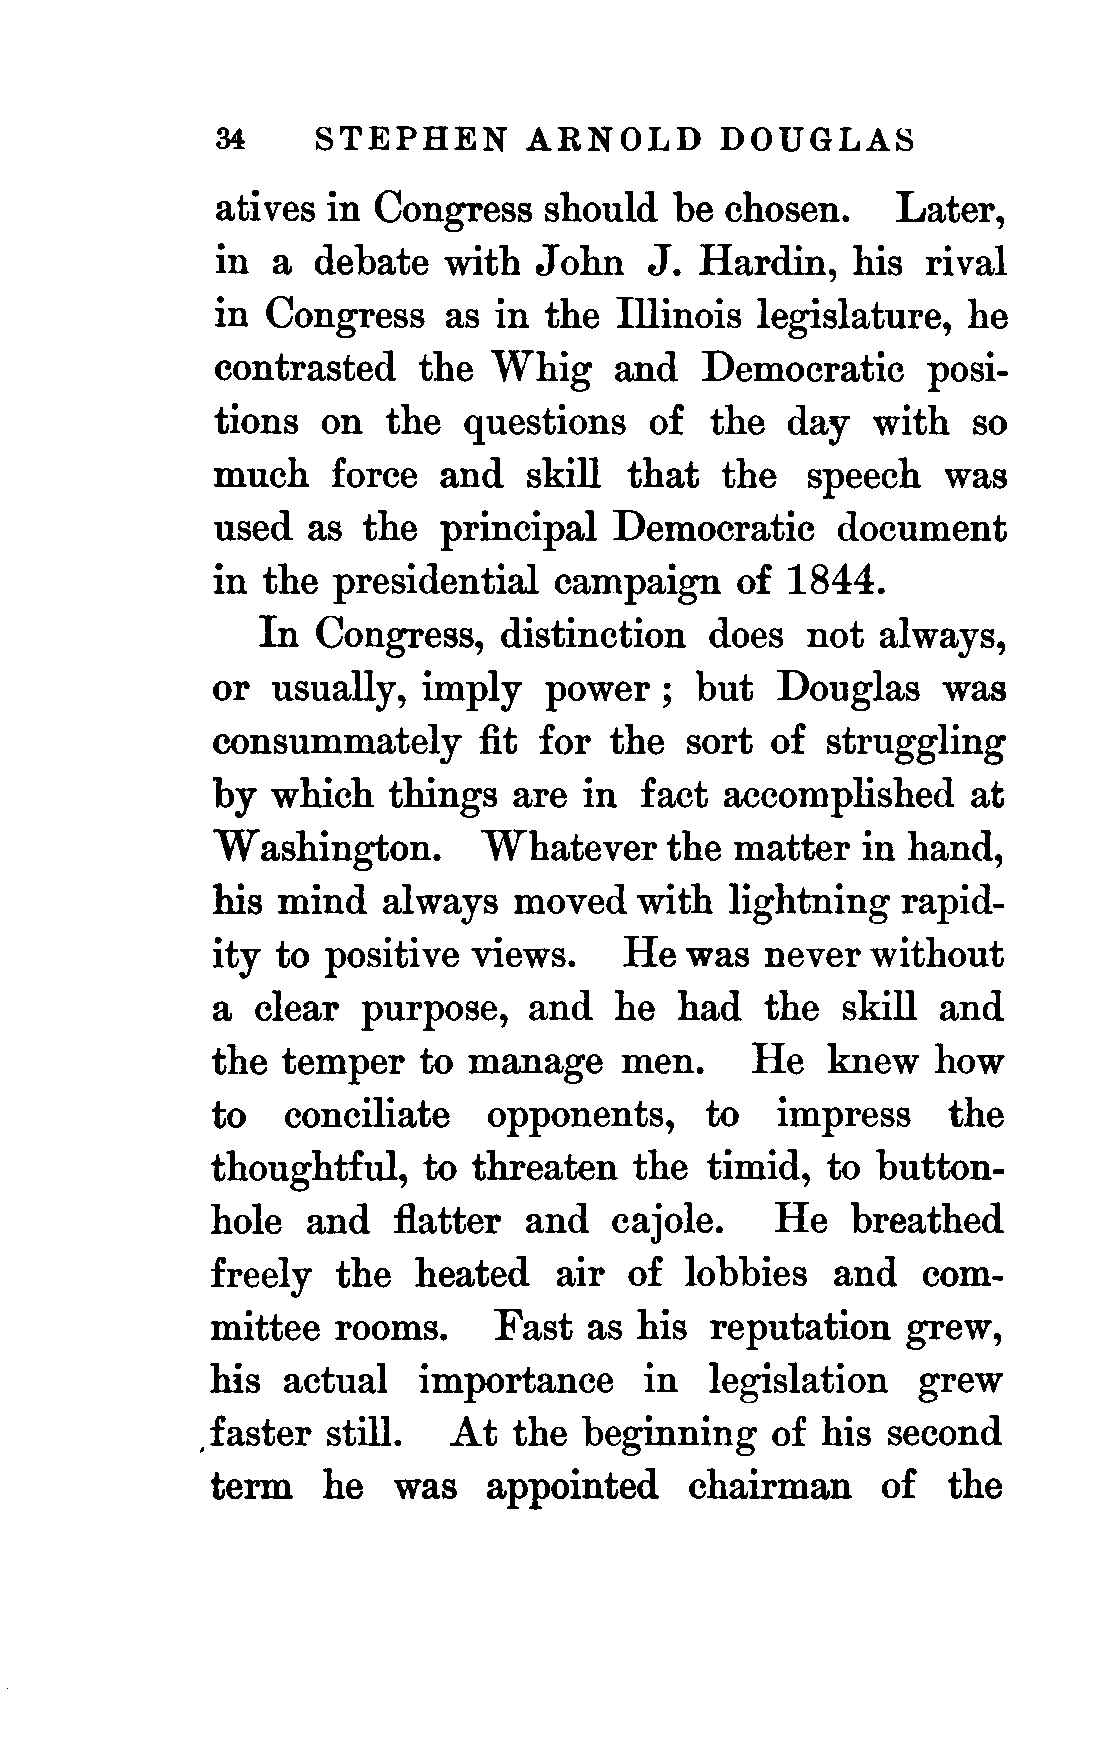 34 STEPHEN ARNOLD DOUGLAS
atives in Congress should be chosen. Later,
in a debate with John J. Hardin, his rival
in Congress as in the Illinois legislature, he
contrasted the Whig and Democratic posi-
tions on the questions of the day with so
much force and skill that the speech was
used as the principal Democratic document
in the presidential campaign of 1844.
In Congress, distinction does not always,
or usually, imply power ; but Douglas was
consummately fit for the sort of struggling
by which things are in fact accomplished at
Washington. Whatever the matter in hand,
his mind always moved with lightning rapid-
ity to positive views. He was never without
a clear purpose, and he had the skill and
the temper to manage men. He knew how
to conciliate opponents, to impress the
thoughtful, to threaten the timid, to button-
hole and flatter and cajole. He breathed
freely the heated air of lobbies and com-
mittee rooms. Fast as his reputation grew,
his actual importance in legislation grew
faster still. At the beginning of his second
term he was appointed chairman of the